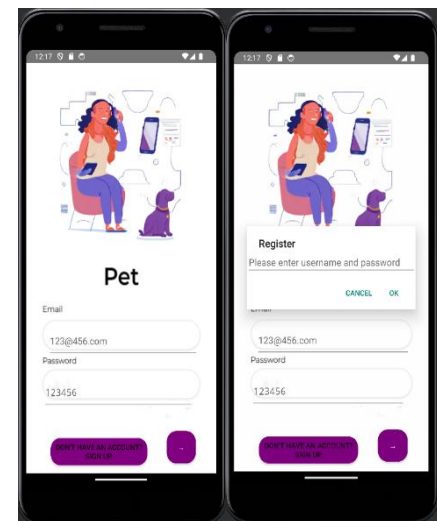 12:17
Pet
Email
123@456.com
Password
123456
DON'T HAVE AN ACCOUNT?
SIGN UP
12:17
Register
Please enter username and password
CANCEL OK
Email
123@456.com
Password
123456
DON'T HAVE AN ACCOUNT?
SIGN UP